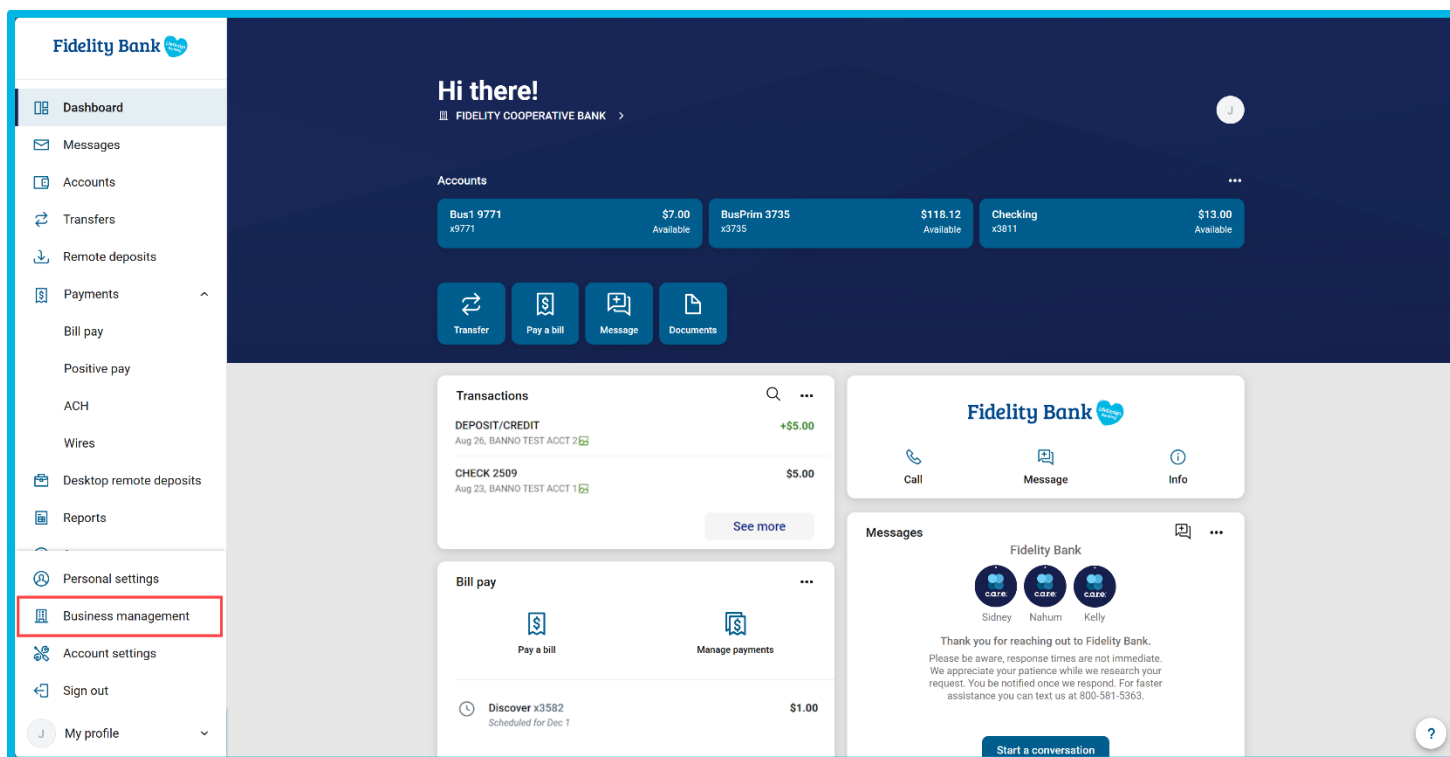 Fidelity Bank
LifeDesign
Banking
Dashboard
Messages
Accounts
Transfers
Remote deposits
Payments
Bill pay
Positive pay
ACH
Wires
Desktop remote deposits
Reports
Personal settings
Business management
Account settings
Sign out
J My profile
Hi there!
FIDELITY COOPERATIVE BANK >
J
Accounts
Bus1 9771 $7.00
x9771 Available
BusPrim 3735 $118.12
x3735 Available
Checking $13.00
x3811 Available
Transfer
Pay a bill
Message
Documents
Transactions
DEPOSIT/CREDIT +$5.00
Aug 26, BANNO TEST ACCT 2
CHECK 2509 $5.00
Aug 23, BANNO TEST ACCT 1
See more
Bill pay
Pay a bill
Manage payments
Discover x3582 $1.00
Scheduled for Dec 1
Fidelity Bank
LifeDesign
Banking
Call
Message
Info
Messages
Fidelity Bank
c.a.r.e.
c.a.r.e.
c.a.r.e.
Sidney
Nahum
Kelly
Thank you for reaching out to Fidelity Bank.
Please be aware, response times are not immediate.
We appreciate your patience while we research your
request. You be notified once we respond. For faster
assistance you can text us at 800-581-5363.
Start a conversation
?